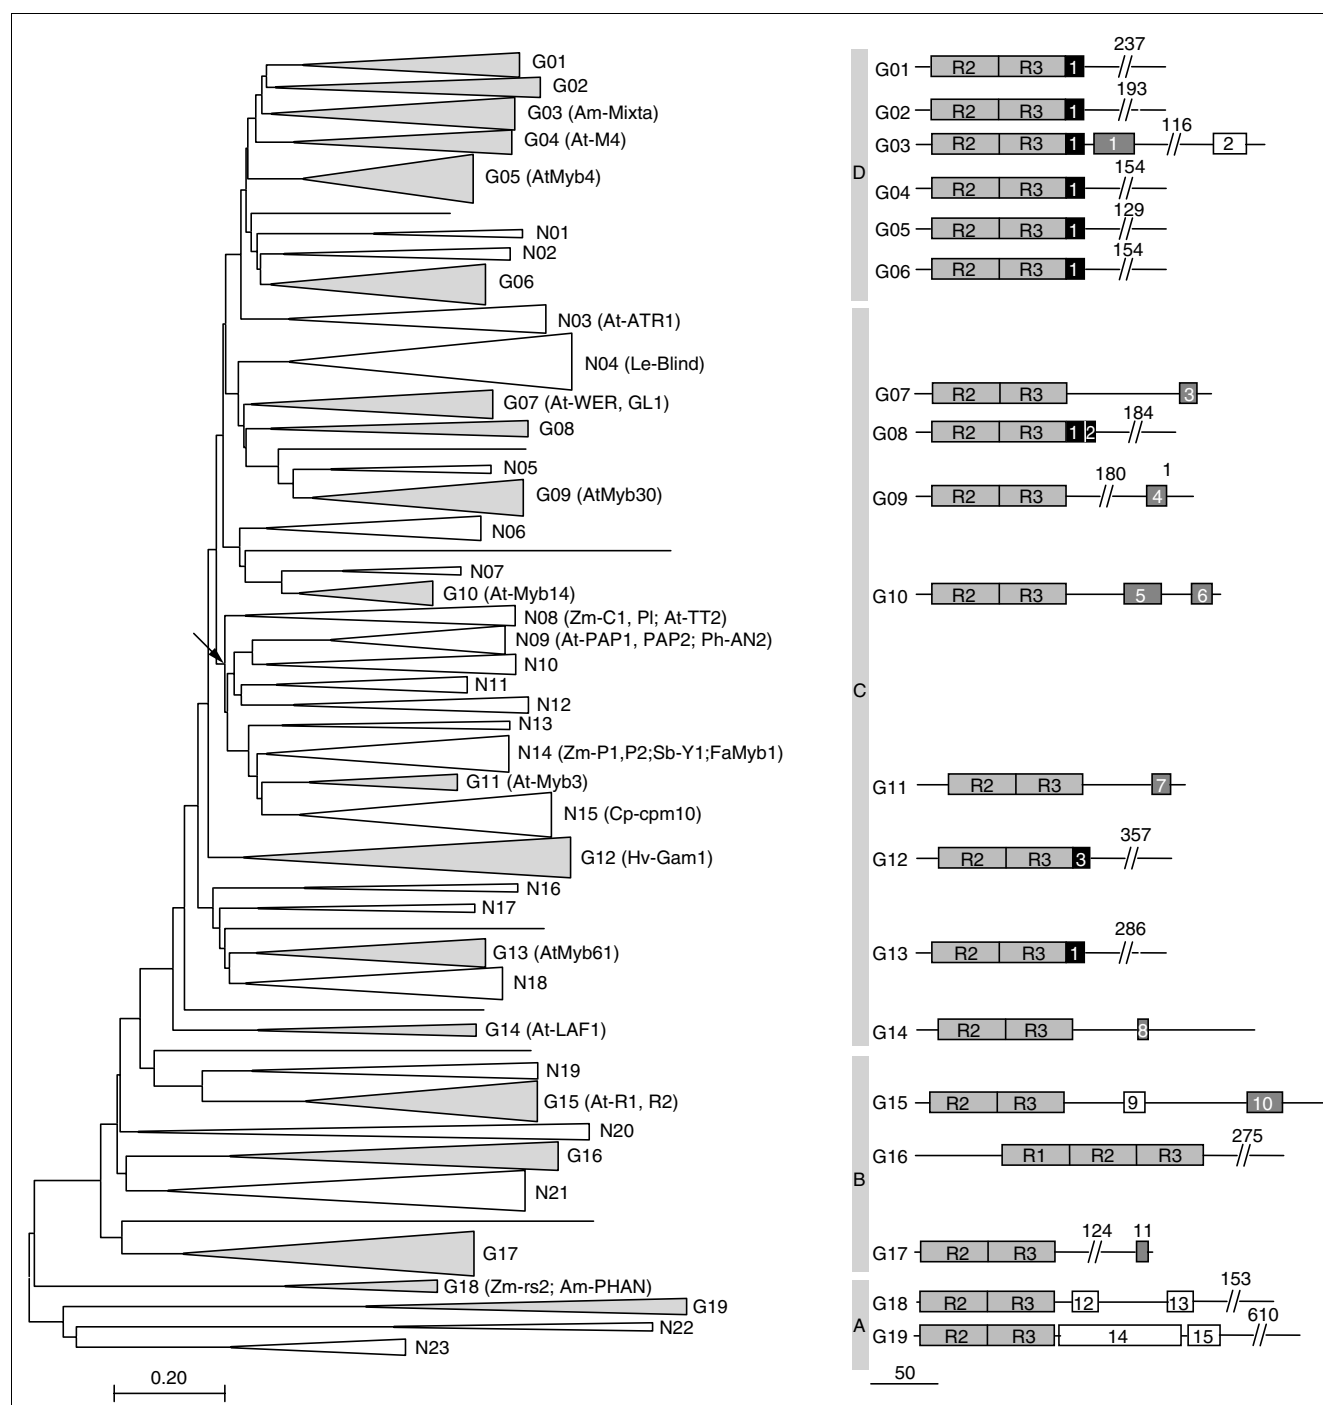 G01
G02
G03 (Am-Mixta)
G04 (At-M4)
G05 (AtMyb4)
N01
N02
G06
N03 (At-ATR1)
N04 (Le-Blind)
G07 (At-WER, GL1)
G08
N05
G09 (AtMyb30)
N06
N07
G10 (At-Myb14)
N08 (Zm-C1, Pl; At-TT2)
N09 (At-PAP1, PAP2; Ph-AN2)
N10
N11
N12
N13
N14 (Zm-P1,P2;Sb-Y1;FaMyb1)
G11 (At-Myb3)
N15 (Cp-cpm10)
G12 (Hv-Gam1)
N16
N17
G13 (AtMyb61)
N18
G14 (At-LAF1)
N19
G15 (At-R1, R2)
N20
G16
N21
G17
G18 (Zm-rs2; Am-PHAN)
G19
N22
N23
0.20
D
C
B
A
237
G01 R2 R3 1
193
G02 R2 R3 1
116
G03 R2 R3 1 1 2
154
G04 R2 R3 1
129
G05 R2 R3 1
154
G06 R2 R3 1
G07 R2 R3 3
184
G08 R2 R3 1 2
180 1
G09 R2 R3 4
G10 R2 R3 5 6
G11 R2 R3 7
357
G12 R2 R3 3
286
G13 R2 R3 1
G14 R2 R3 8
G15 R2 R3 9 10
275
G16 R1 R2 R3
124 11
G17 R2 R3
153
G18 R2 R3 12 13
610
G19 R2 R3 14 15
50